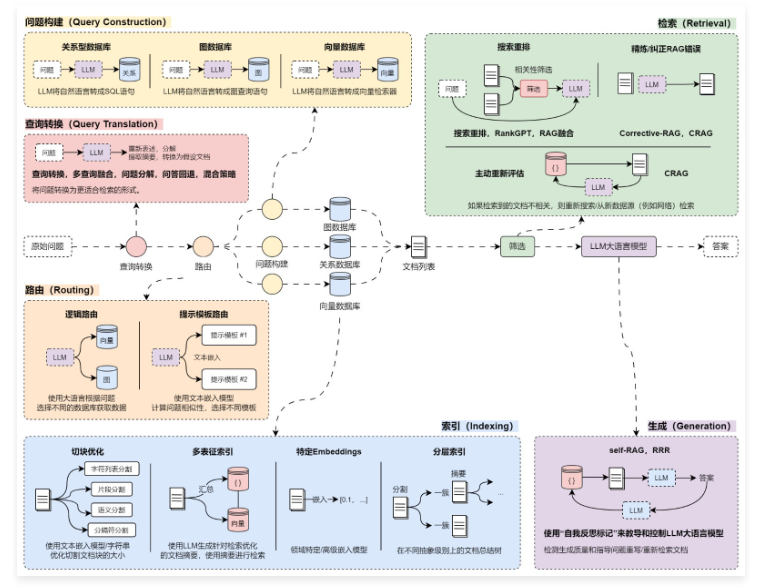 问题构建（Query Construction）
关系型数据库
图数据库
向量数据库
问题
LLM
关系
问题
LLM
图
问题
LLM
向量
LLM将自然语言转成SQL语句
LLM将自然语言转成图查询语句
LLM将自然语言转成向量检索器
查询转换（Query Translation）
问题
LLM
重新表述，分解
提取摘要，转换为假设文档
查询转换，多查询融合，问题分解，问答回退，混合策略
将问题转换为更适合检索的形式。
检索（Retrieval）
搜索重排
精炼/纠正RAG错误
相关性筛选
问题
筛选
LLM
LLM
搜索重排，RankGPT，RAG融合
Corrective-RAG，CRAG
主动重新评估
{ }
LLM
CRAG
如果检索到的文档不相关，则重新搜索/从新数据源（例如网络）检索
原始问题
查询转换
路由
问题构建
图数据库
关系数据库
向量数据库
文档列表
筛选
LLM大语言模型
答案
路由（Routing）
逻辑路由
提示模板路由
LLM
向量
图
LLM
提示模板 #1
文本嵌入
提示模板 #2
使用大语言根据问题
选择不同的数据库获取数据
使用文本嵌入模型
计算问题相似性，选择不同模板
索引（Indexing）
切块优化
多表征索引
特定Embeddings
分层索引
字符列表分割
片段分割
语义分割
分隔符分割
汇总
{ }
向量
嵌入
[0.1, ...]
分割
摘要
一簇
一簇
...
使用文本嵌入模型/字符串
优化切割文档块的大小
使用LLM生成针对检索优化
的文档摘要，使用摘要进行检索
领域特定/高级嵌入模型
在不同抽象级别上的文档总结树
生成（Generation）
self-RAG，RRR
{ }
LLM
答案
LLM
使用“自我反思标记”来教导和控制LLM大语言模型
检测生成质量和指导问题重写/重新检索文档